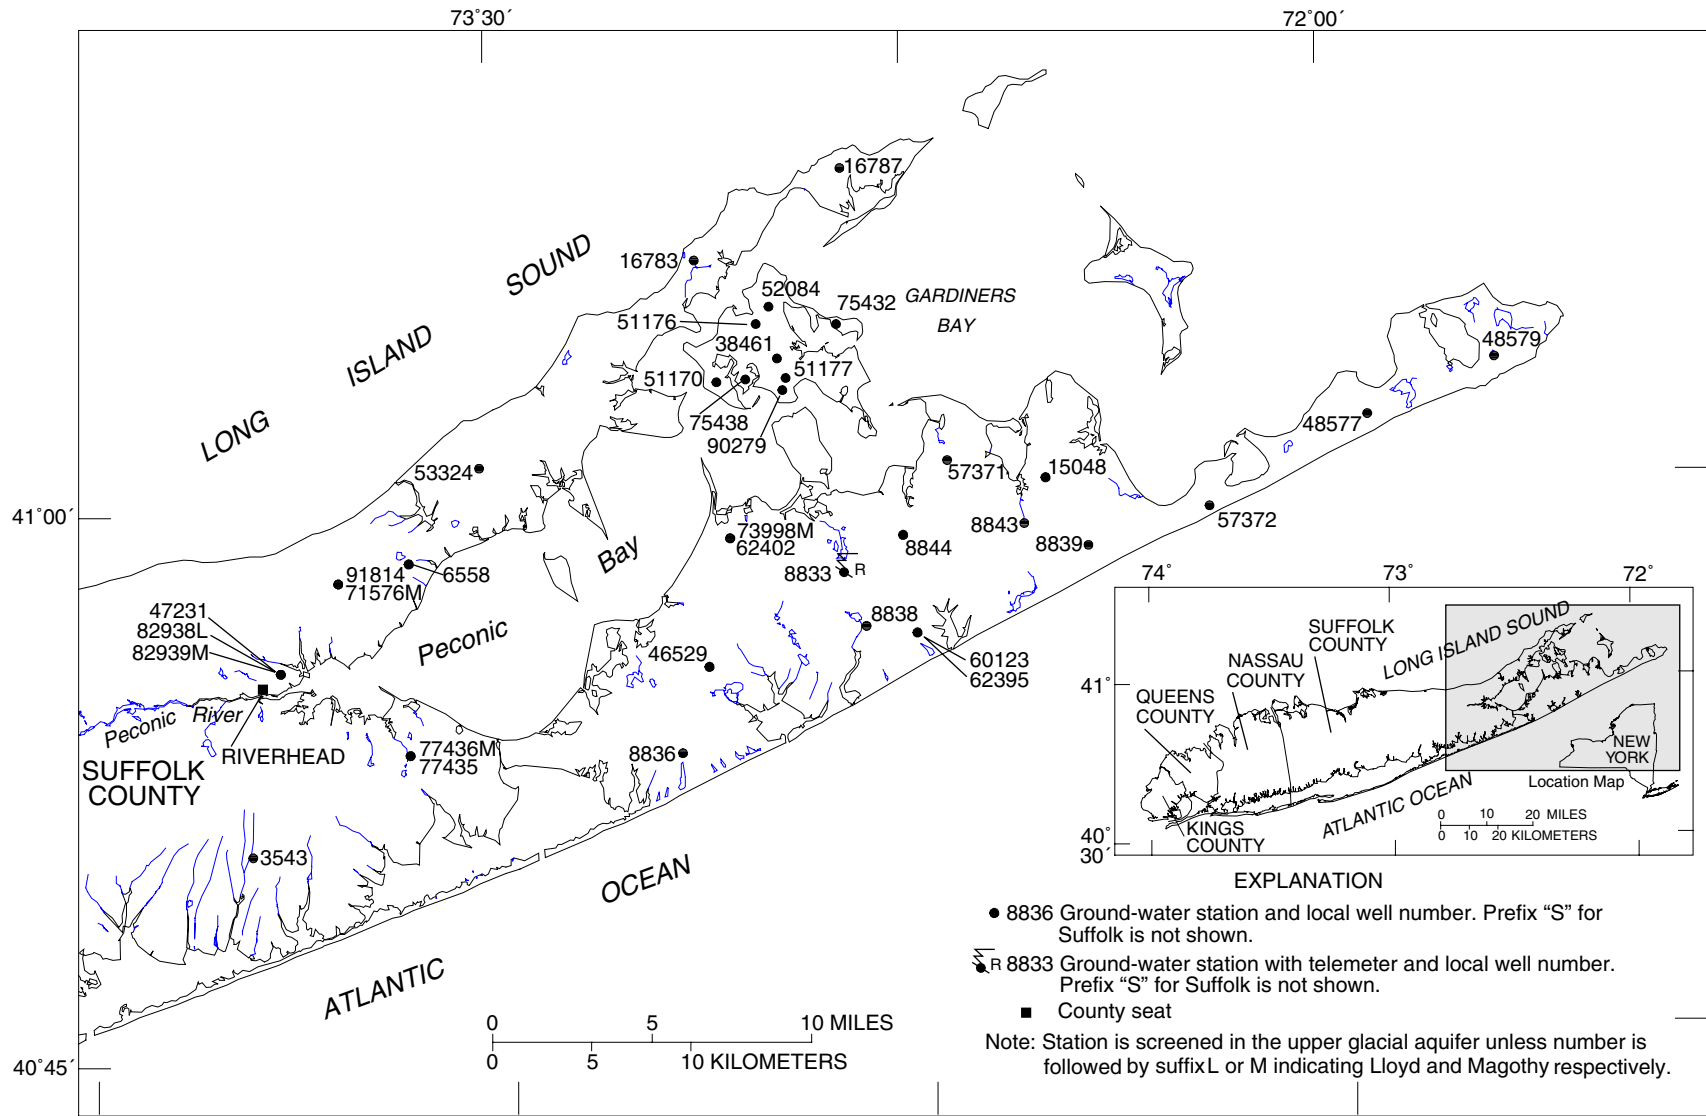 73°30´
72°00´
16787
16783
SOUND
52084
75432
GARDINERS
BAY
51176
38461
ISLAND
51170
51177
48579
75438
90279
LONG
48577
53324
57371
15048
41°00´
73998M
62402
8843
57372
8844
8839
Bay
8833
R
91814
71576M
6558
47231
82938L
82939M
8838
Peconic
46529
60123
62395
Peconic River
RIVERHEAD
77436M
77435
8836
SUFFOLK
COUNTY
3543
OCEAN
ATLANTIC
0 5 10 MILES
0 5 10 KILOMETERS
40°45´
74°
73°
72°
LONG ISLAND SOUND
SUFFOLK
COUNTY
NASSAU
COUNTY
41°
QUEENS
COUNTY
NEW
YORK
Location Map
ATLANTIC OCEAN
0 10 20 MILES
0 10 20 KILOMETERS
KINGS
COUNTY
40°
30´
EXPLANATION
8836 Ground-water station and local well number. Prefix “S” for
Suffolk is not shown.
R 8833 Ground-water station with telemeter and local well number.
Prefix “S” for Suffolk is not shown.
County seat
Note: Station is screened in the upper glacial aquifer unless number is
followed by suffixL or M indicating Lloyd and Magothy respectively.